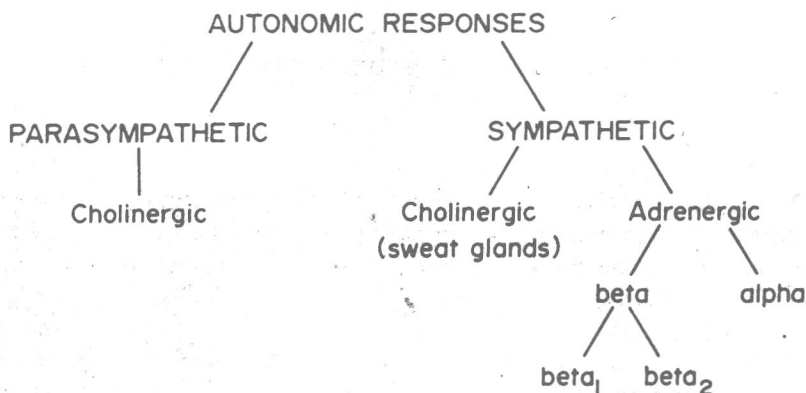 AUTONOMIC RESPONSES
PARASYMPATHETIC SYMPATHETIC
Cholinergic Cholinergic Adrenergic
(sweat glands)
beta alpha
beta₁ beta₂